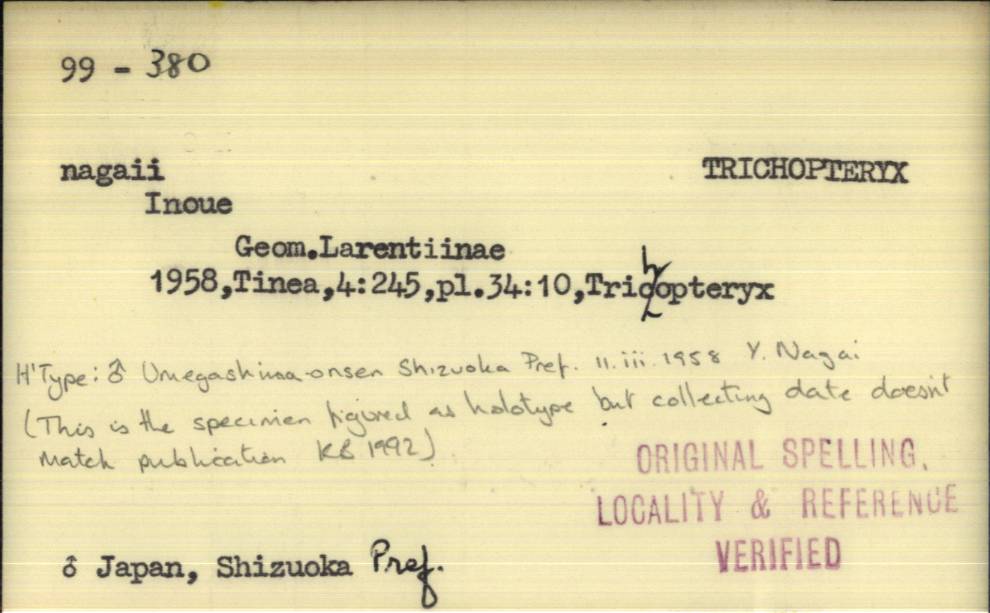 99 - 380
nagaii TRICHOPTERYX
Inoue
Geom.Larentiinae
1958,Tinea,4:245,pl.34:10,Trichopteryx
H'Type: ♂ Umegashima-onsen Shizuoka Pref. 11.iii.1958 Y. Nagai
(This is the specimen figured as holotype but collecting date doesn't
match publication KB 1992)
ORIGINAL SPELLING,
LOCALITY & REFERENCE
VERIFIED
♂ Japan, Shizuoka Pref.